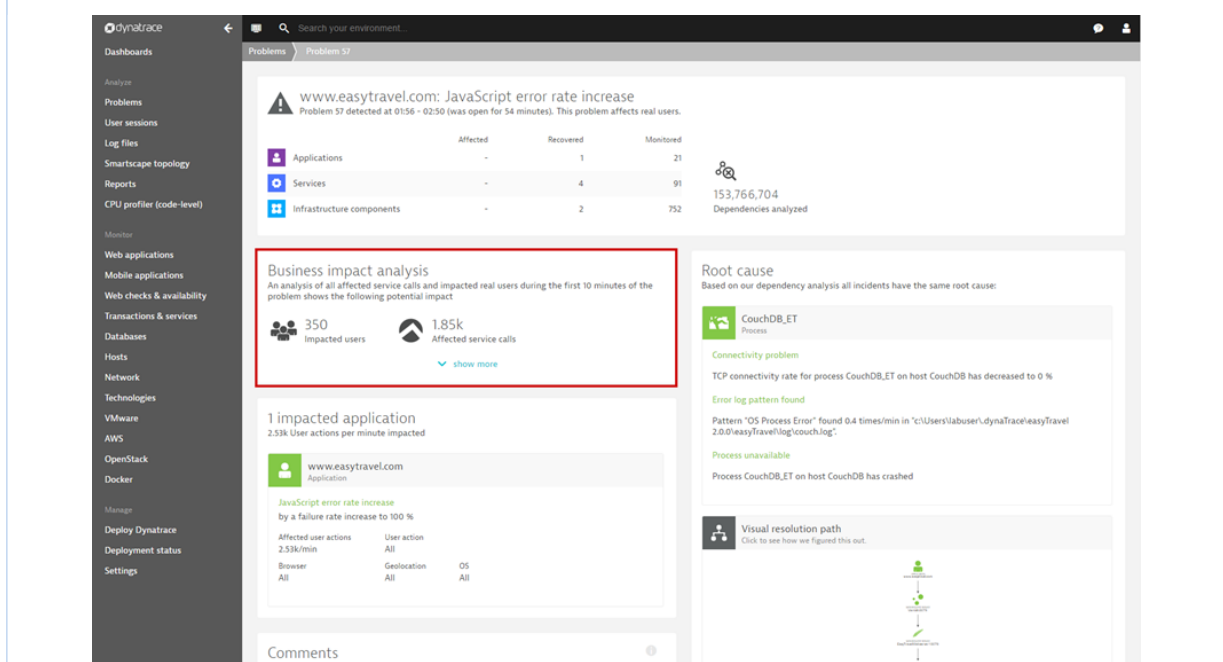 dynatrace
Search your environment...
Dashboards
Problems
Problem 57
Analyze
Problems
User sessions
Log files
Smartscape topology
Reports
CPU profiler (code-level)
Monitor
Web applications
Mobile applications
Web checks & availability
Transactions & services
Databases
Hosts
Network
Technologies
VMware
AWS
OpenStack
Docker
Manage
Deploy Dynatrace
Deployment status
Settings
www.easytravel.com: JavaScript error rate increase
Problem 57 detected at 01:56 - 02:50 (was open for 54 minutes). This problem affects real users.
Affected Recovered Monitored
Applications - 1 21
Services - 4 91
Infrastructure components - 2 752
153,766,704
Dependencies analyzed
Business impact analysis
An analysis of all affected service calls and impacted real users during the first 10 minutes of the
problem shows the following potential impact
350
Impacted users
1.85k
Affected service calls
show more
1 impacted application
2.53k User actions per minute impacted
www.easytravel.com
Application
JavaScript error rate increase
by a failure rate increase to 100 %
Affected user actions User action
2.53k/min All
Browser Geolocation OS
All All All
Comments
Root cause
Based on our dependency analysis all incidents have the same root cause:
CouchDB_ET
Process
Connectivity problem
TCP connectivity rate for process CouchDB_ET on host CouchDB has decreased to 0 %
Error log pattern found
Pattern "OS Process Error" found 0.4 times/min in "c:\Users\labuser\.dynaTrace\easyTravel
2.0.0\easyTravel\log\couch.log".
Process unavailable
Process CouchDB_ET on host CouchDB has crashed
Visual resolution path
Click to see how we figured this out.